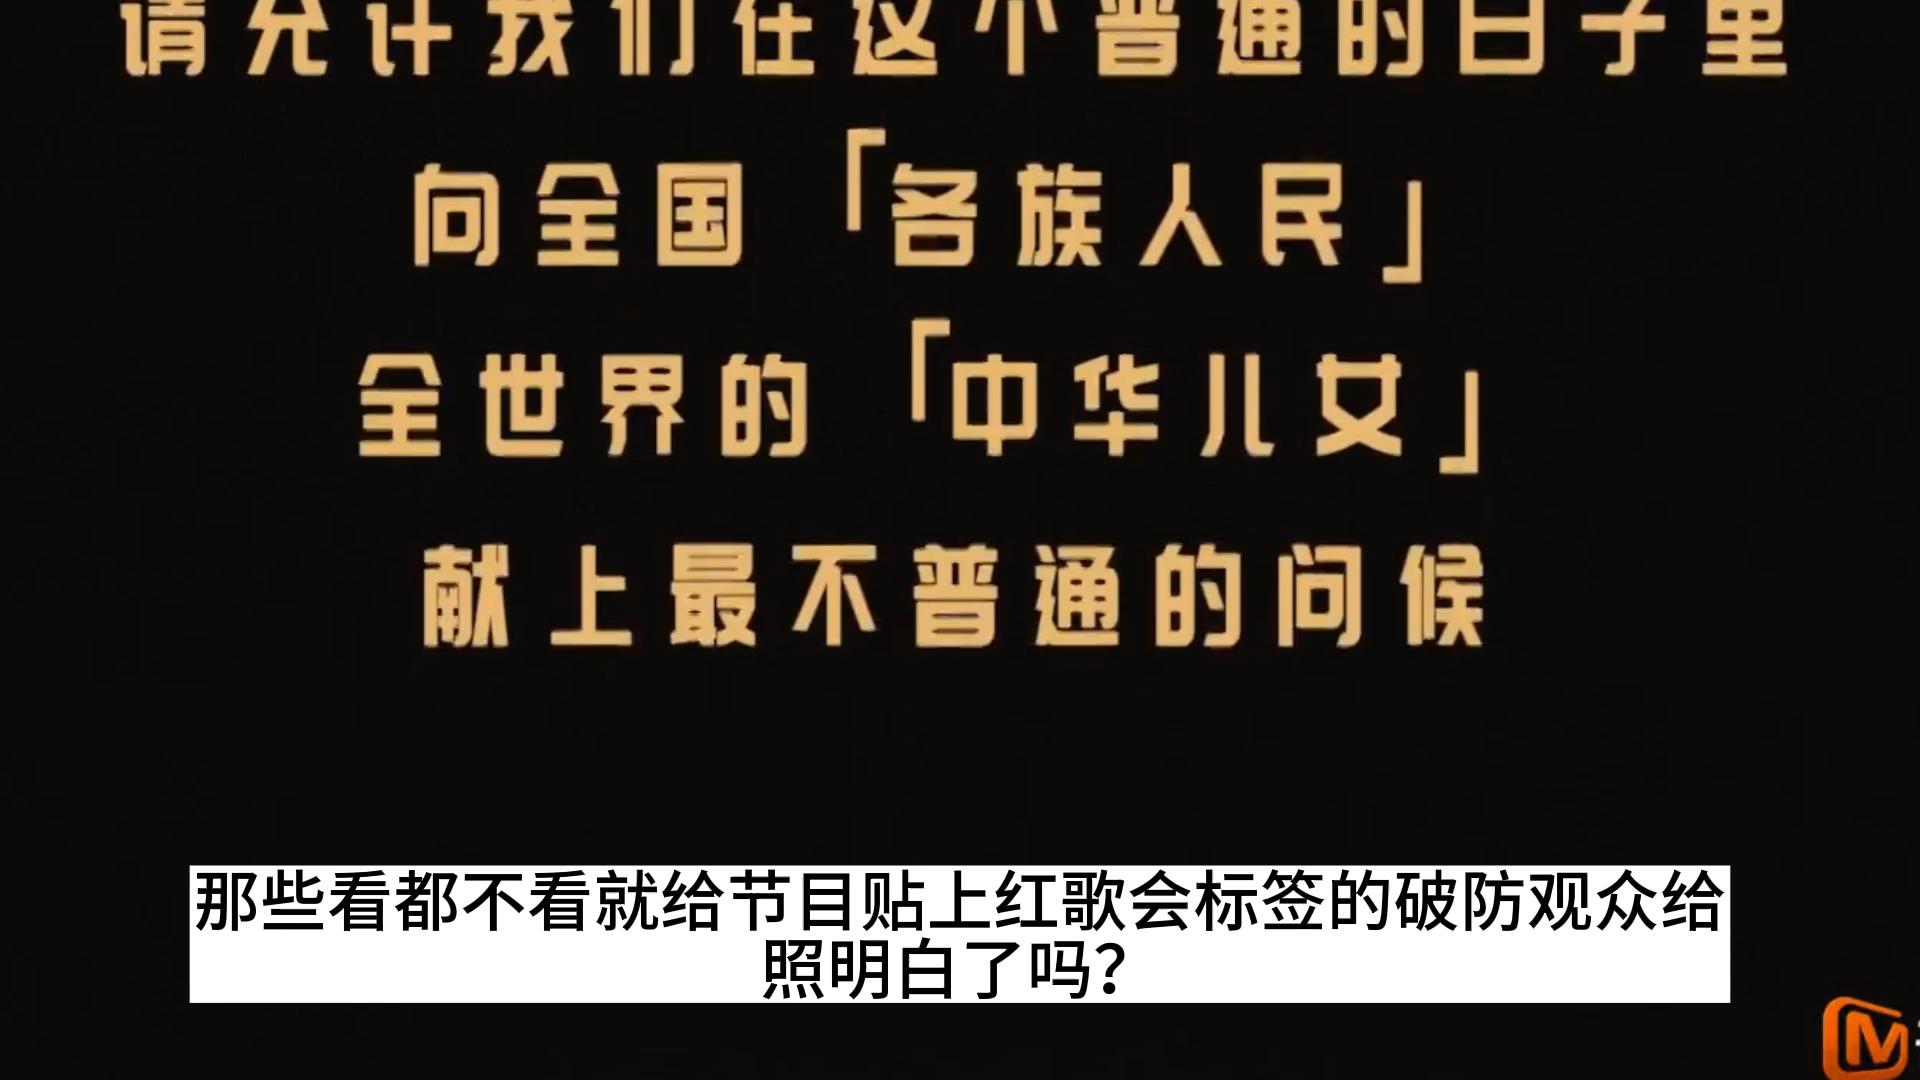 请允许我们在这个普通的日子里
向全国「各族人民」
全世界的「中华儿女」
献上最不普通的问候
那些看都不看就给节目贴上红歌会标签的破防观众给
照明白了吗？